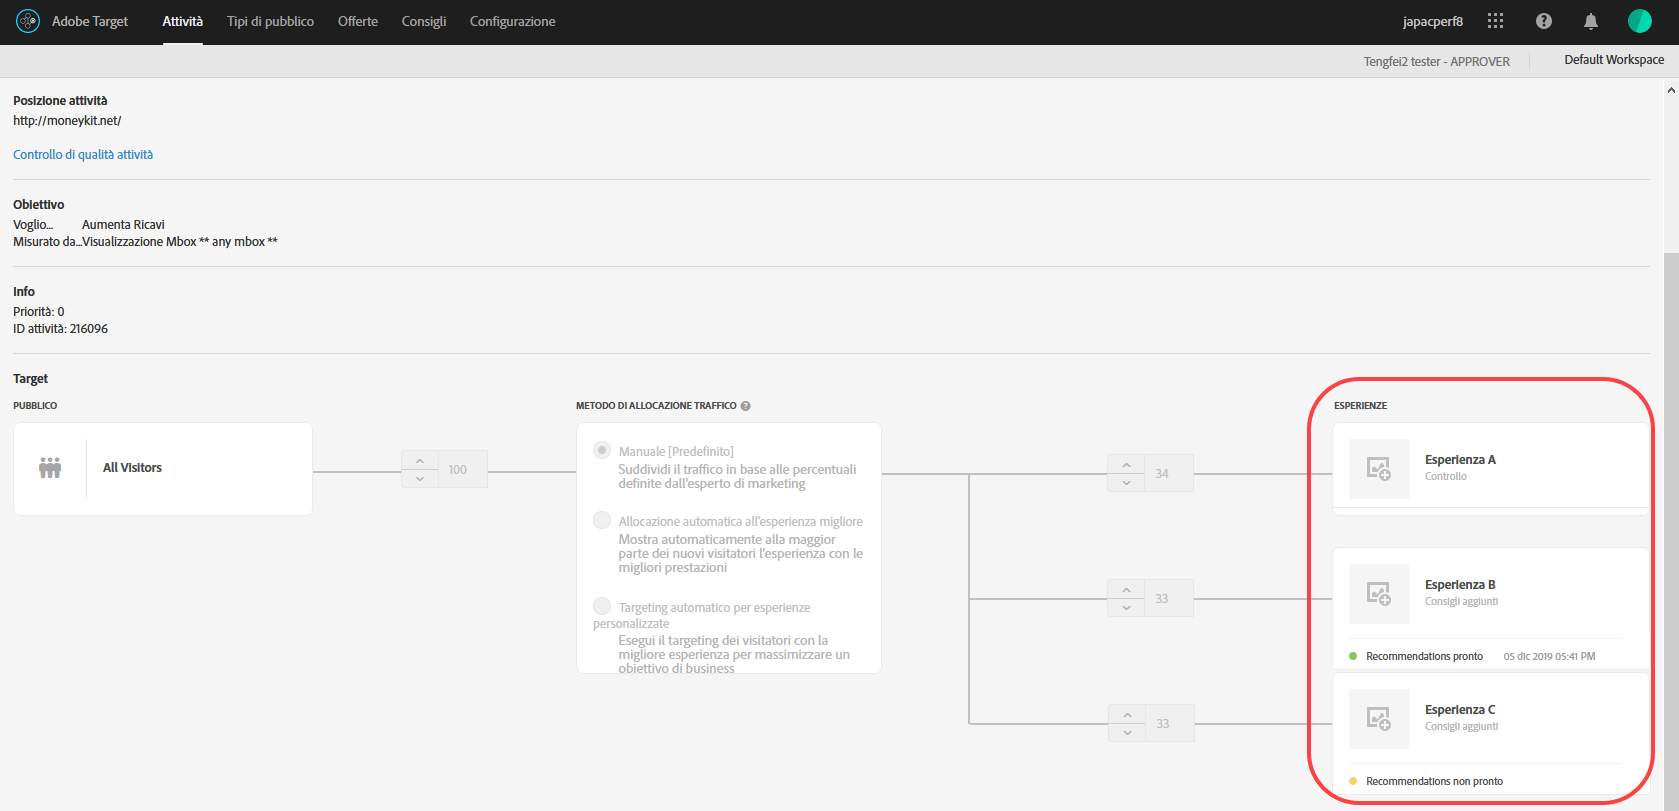 Adobe Target
Attività
Tipi di pubblico
Offerte
Consigli
Configurazione
japacperf8
Tengfei2 tester - APPROVER
Default Workspace
Posizione attività
http://moneykit.net/
Controllo di qualità attività
Obiettivo
Voglio... Aumenta Ricavi
Misurato da...Visualizzazione Mbox ** any mbox **
Info
Priorità: 0
ID attività: 216096
Target
PUBBLICO
All Visitors
100
METODO DI ALLOCAZIONE TRAFFICO ?
Manuale [Predefinito]
Suddividi il traffico in base alle percentuali
definite dall'esperto di marketing
Allocazione automatica all'esperienza migliore
Mostra automaticamente alla maggior
parte dei nuovi visitatori l'esperienza con le
migliori prestazioni
Targeting automatico per esperienze
personalizzate
Esegui il targeting dei visitatori con la
migliore esperienza per massimizzare un
obiettivo di business
34
33
33
ESPERIENZE
Esperienza A
Controllo
Esperienza B
Consigli aggiunti
Recommendations pronto 05 dic 2019 05:41 PM
Esperienza C
Consigli aggiunti
Recommendations non pronto